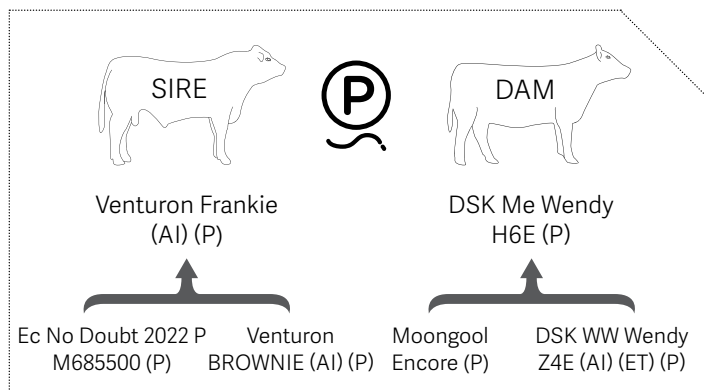 SIRE
P
DAM
Venturon Frankie
(AI) (P)
DSK Me Wendy
H6E (P)
Ec No Doubt 2022 P
M685500 (P)
Venturon
BROWNIE (AI) (P)
Moongool
Encore (P)
DSK WW Wendy
Z4E (AI) (ET) (P)